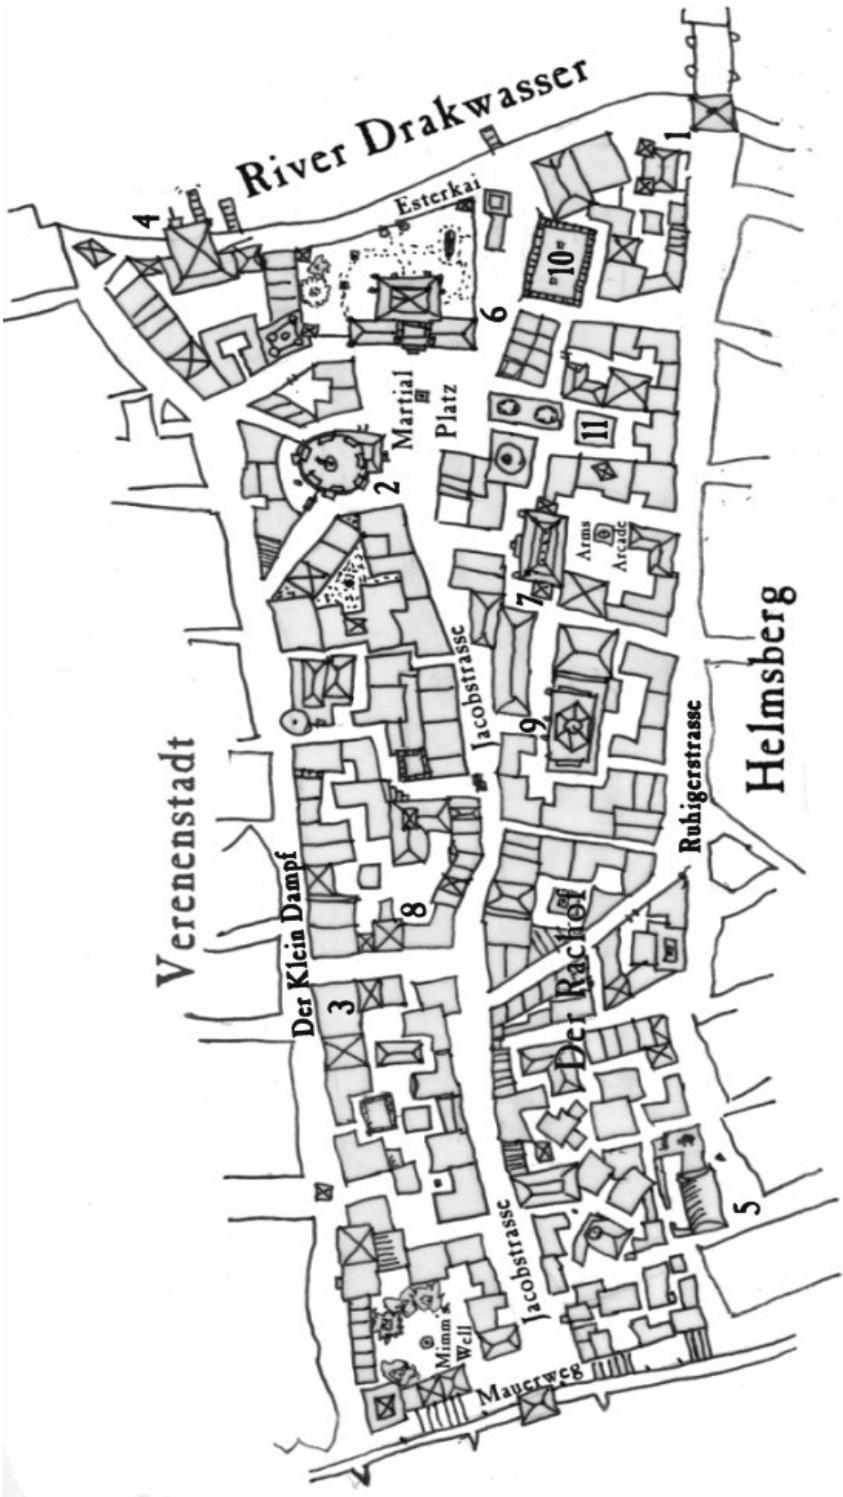 River Drakwasser
1
4
Esterkai
10
6
Martial
Platz
11
2
Arms
Arcade
7
Jacobstrasse
9
Verenenstadt
Helmsberg
Ruhigerstrasse
Der Klein Dampf
8
Der Rachen
3
5
Jacobstrasse
Mimm's
Well
Mauerweg